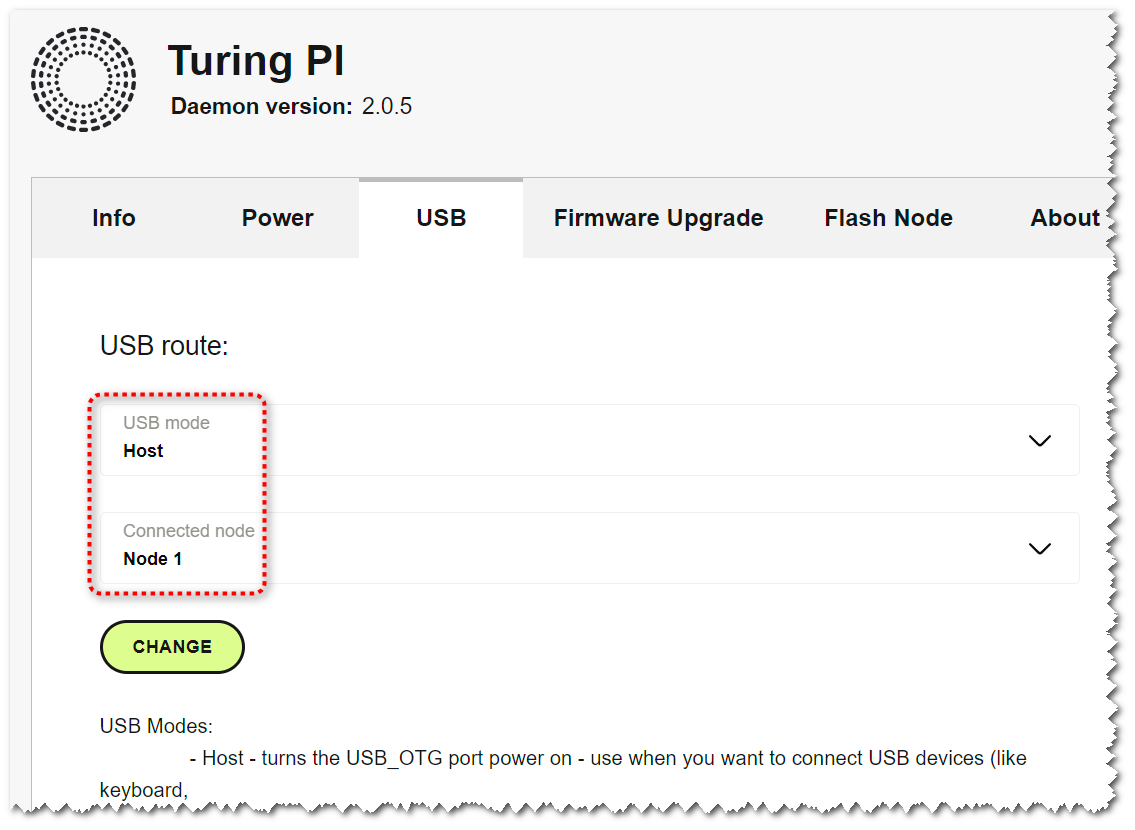 Turing PI
Daemon version: 2.0.5
Info Power USB Firmware Upgrade Flash Node About
USB route:
USB mode
Host
Connected node
Node 1
CHANGE
USB Modes:
- Host - turns the USB_OTG port power on - use when you want to connect USB devices (like
keyboard,